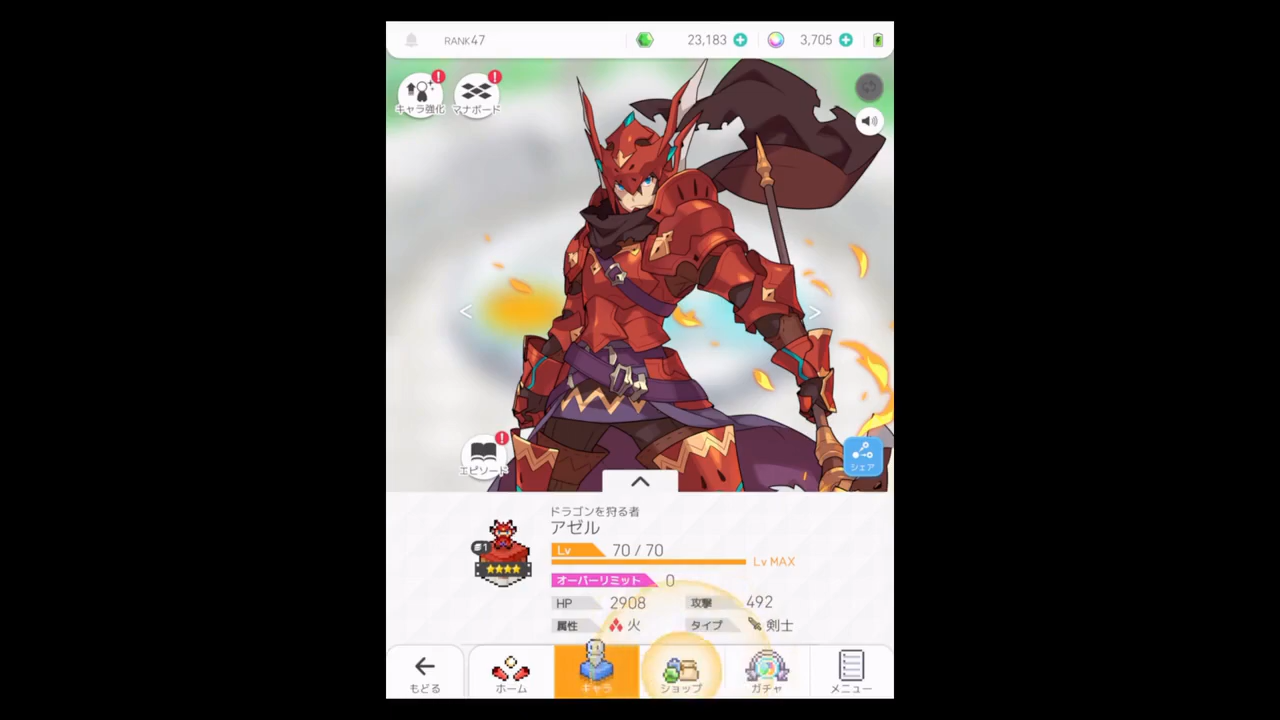 RANK47
23,183
3,705
キャラ強化
マナボード
エピソード
シェア
ドラゴンを狩る者
アゼル
#1
Lv 70 / 70
Lv MAX
オーバーリミット 0
HP 2908 攻撃 492
属性 火 タイプ 剣士
もどる ホーム キャラ ショップ ガチャ メニュー